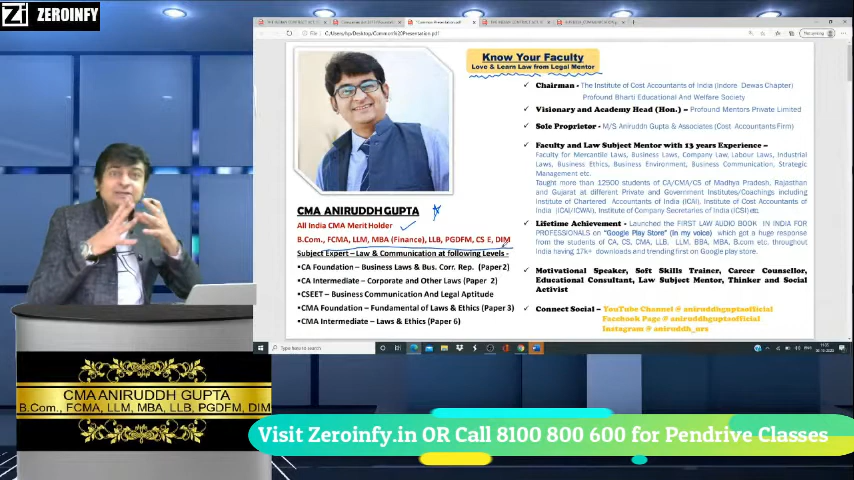 Zi ZEROINFY
C:/Users/hp/Desktop/Common%20Presentation.pdf
Know Your Faculty
Love & Learn Law from Legal Mentor
Chairman - The Institute of Cost Accountants of India (Indore Dewas Chapter)
Profound Bharti Educational And Welfare Society
Visionary and Academy Head (Hon.) – Profound Mentors Private Limited
Sole Proprietor - M/S Aniruddh Gupta & Associates (Cost Accountants Firm)
Faculty and Law Subject Mentor with 13 years Experience –
Faculty for Mercantile Laws, Business Laws, Company Law, Labour Laws, Industrial
Laws, Business Ethics, Business Environment, Business Communication, Strategic
Management etc.
Taught more than 12500 students of CA/CMA/CS of Madhya Pradesh, Rajasthan
and Gujarat at different Private and Government Institutes/Coachings including
Institute of Chartered Accountants of India (ICAI), Institute of Cost Accountants of
India (ICAI/ICWAI), Institute of Company Secretaries of India (ICSI) etc.
Lifetime Achievement - Launched the FIRST LAW AUDIO BOOK IN INDIA FOR
PROFESSIONALS on "Google Play Store" (in my voice) which got a huge response
from the students of CA, CS, CMA, LLB, LLM, BBA, MBA, B.com etc. throughout
India having 17k+ downloads and trending first on Google play store.
Motivational Speaker, Soft Skills Trainer, Career Counsellor,
Educational Consultant, Law Subject Mentor, Thinker and Social
Activist
Connect Social – YouTube Channel @ aniruddhguptaofficial
Facebook Page @ aniruddhguptaofficial
Instagram @ aniruddh_urs
CMA ANIRUDDH GUPTA
All India CMA Merit Holder
B.Com., FCMA, LLM, MBA (Finance), LLB, PGDFM, CS E, DIM
Subject Expert – Law & Communication at following Levels -
CA Foundation – Business Laws & Bus. Corr. Rep. (Paper2)
CA Intermediate – Corporate and Other Laws (Paper 2)
CSEET – Business Communication And Legal Aptitude
CMA Foundation – Fundamental of Laws & Ethics (Paper 3)
CMA Intermediate – Laws & Ethics (Paper 6)
Type here to search
CMA ANIRUDDH GUPTA
B.Com., FCMA, LLM, MBA, LLB, PGDFM, DIM
Visit Zeroinfy.in OR Call 8100 800 600 for Pendrive Classes